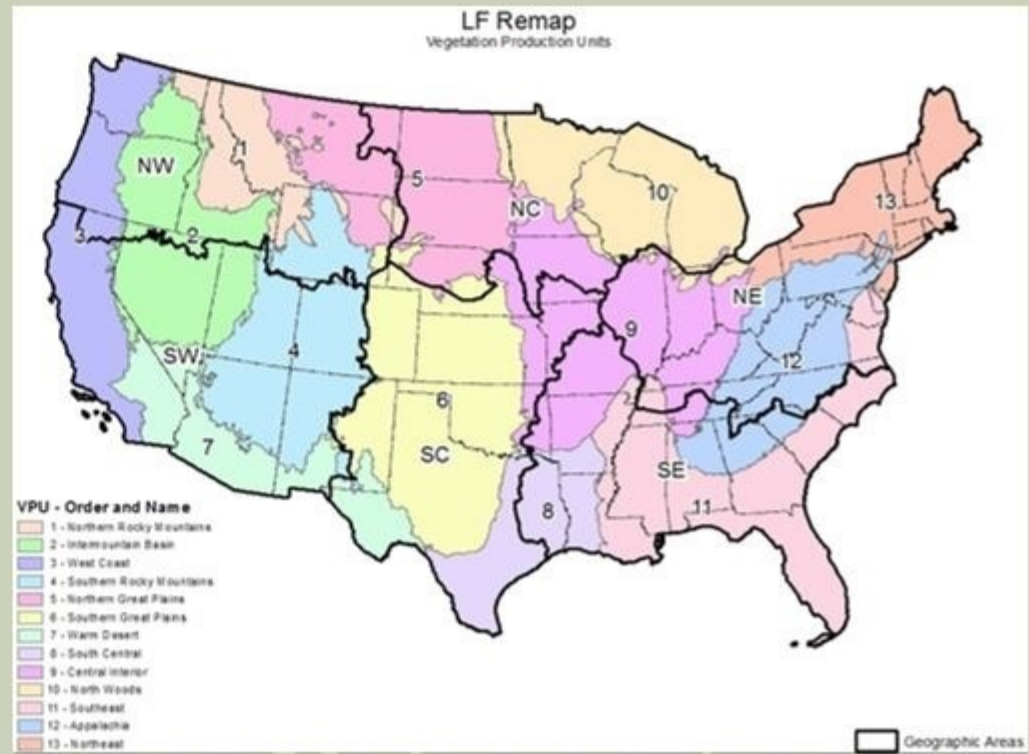 LF Remap
Vegetation Production Units
NW
1
5
NC
10
13
3
2
NE
SW
4
9
12
6
7
SC
SE
8
11
VPU - Order and Name
1 - Northern Rocky Mountains
2 - Intermountain Basin
3 - West Coast
4 - Southern Rocky Mountains
5 - Northern Great Plains
6 - Southern Great Plains
7 - Warm Desert
8 - South Central
9 - Central Interior
10 - North Woods
11 - Southeast
12 - Appalachia
13 - Northeast
Geographic Areas